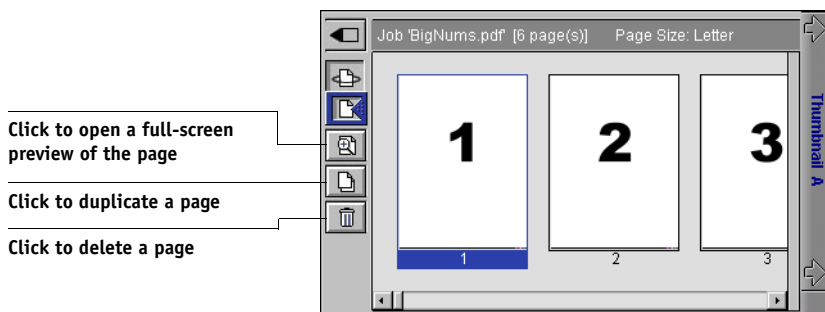 Job 'BigNums.pdf' [6 page(s)] Page Size: Letter
Click to open a full-screen
preview of the page
Click to duplicate a page
Click to delete a page
1
2
3
1
2
3
Thumbnail A